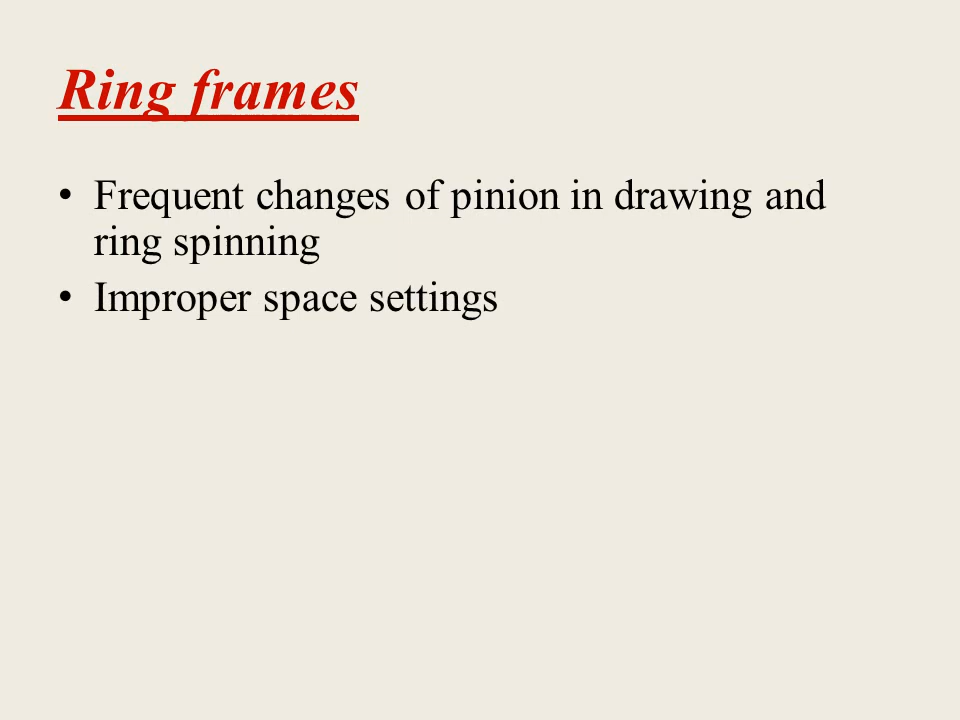 Ring frames
• Frequent changes of pinion in drawing and
ring spinning
• Improper space settings